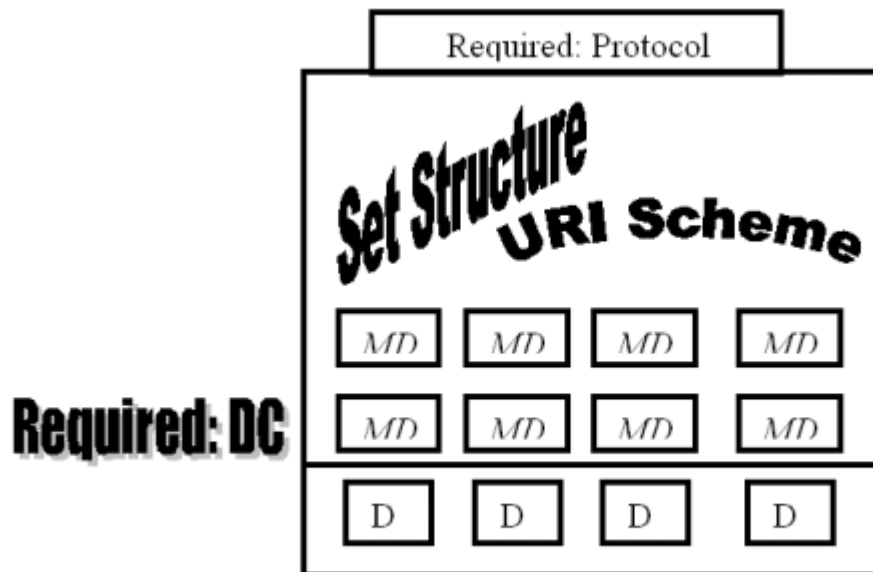 Required: Protocol
Set Structure
URI Scheme
MD MD MD MD
Required: DC
MD MD MD MD
D D D D